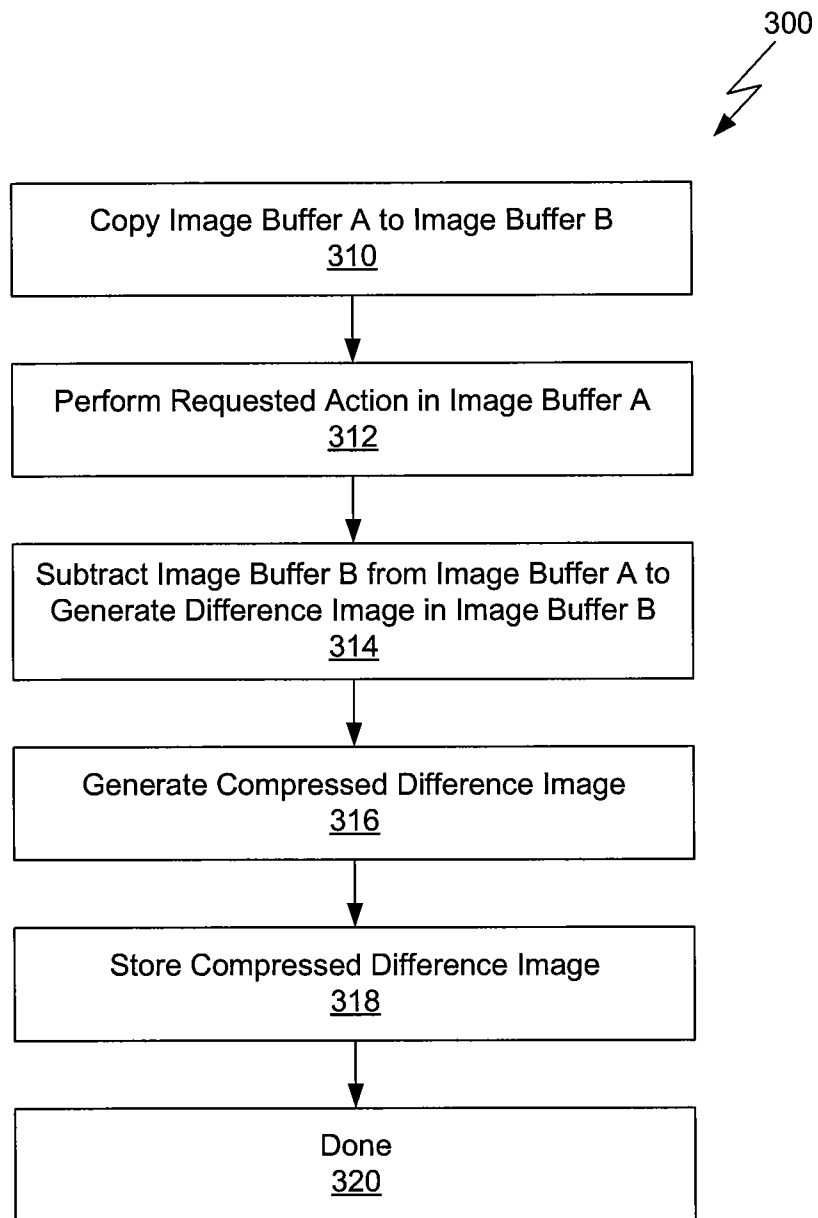 300
Copy Image Buffer A to Image Buffer B
310
Perform Requested Action in Image Buffer A
312
Subtract Image Buffer B from Image Buffer A to
Generate Difference Image in Image Buffer B
314
Generate Compressed Difference Image
316
Store Compressed Difference Image
318
Done
320